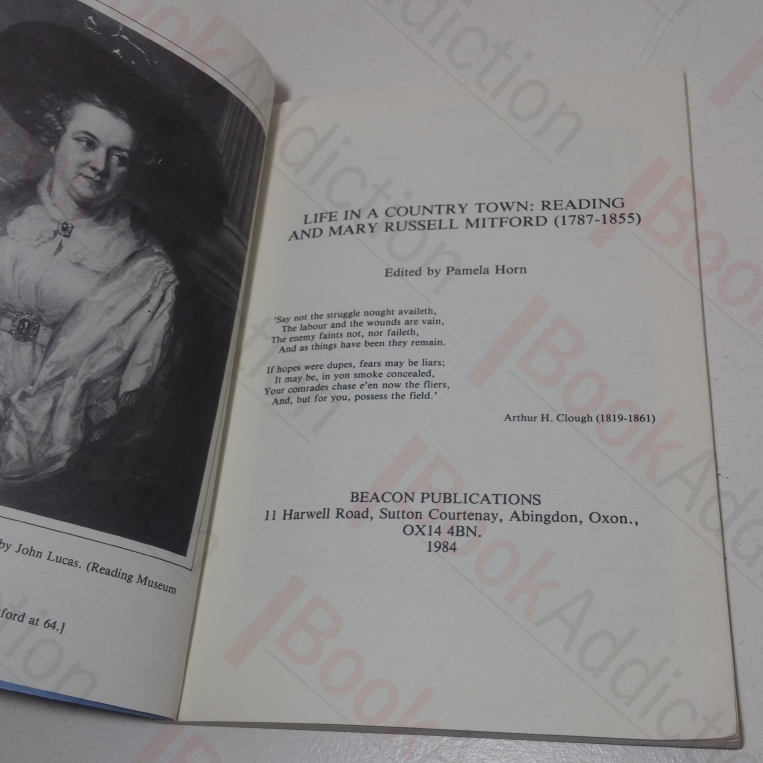 by John Lucas. (Reading Museum
ford at 64.]
LIFE IN A COUNTRY TOWN: READING
AND MARY RUSSELL MITFORD (1787-1855)
Edited by Pamela Horn
'Say not the struggle nought availeth,
The labour and the wounds are vain,
The enemy faints not, nor faileth,
And as things have been they remain.
If hopes were dupes, fears may be liars;
It may be, in yon smoke concealed,
Your comrades chase e'en now the fliers,
And, but for you, possess the field.'
Arthur H. Clough (1819-1861)
BEACON PUBLICATIONS
11 Harwell Road, Sutton Courtenay, Abingdon, Oxon.,
OX14 4BN.
1984
BookAddiction